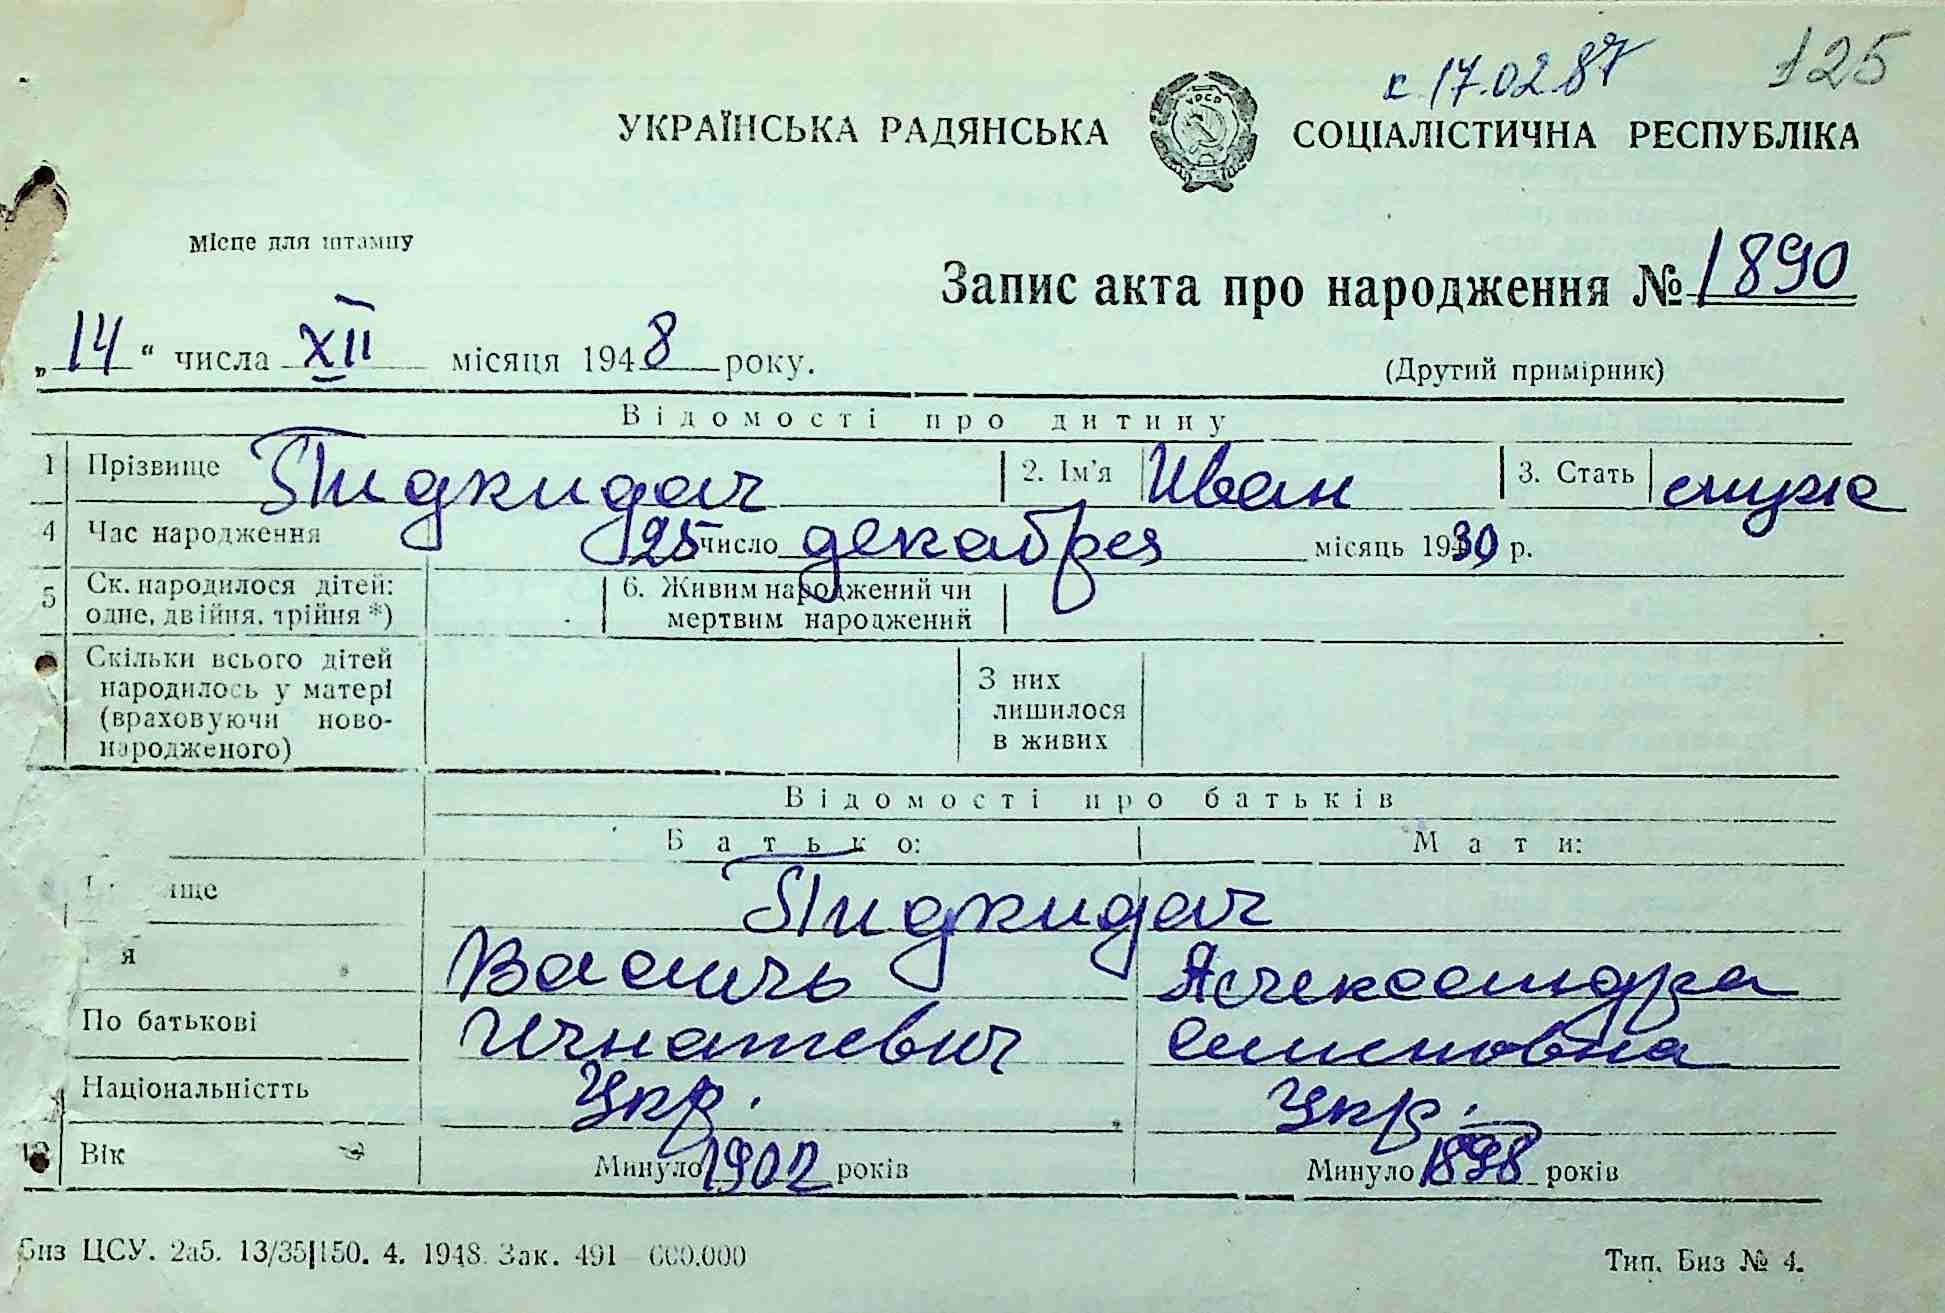 с 17.02 87 125
УКРАЇНСЬКА РАДЯНСЬКА УРСР СОЦІАЛІСТИЧНА РЕСПУБЛІКА
Місце для штампу
Запис акта про народження № 1890
„14“ числа XII місяця 1948 року.
(Другий примірник)
Відомості про дитину
1 Прізвище Пидкидач 2. Ім'я Иван 3. Стать муж
4 Час народження 25 число декабря місяць 1930 р.
5 Ск. народилося дітей: одне, двійня, трійня *) 6. Живим народжений чи мертвим народжений
Скільки всього дітей народилось у матері (враховуючи новонародженого) З них лишилося в живих
Відомості про батьків
Батько: Мати:
ище Пидкидач
я Василь Александра
По батькові Игнатевич Семеновна
Національністть Укр. Укр.
12 Вік Минуло 1902 років Минуло 1898 років
Биз ЦСУ. 2а5. 13/35|150. 4. 1948. Зак. 491—600.000 Тип. Биз № 4.